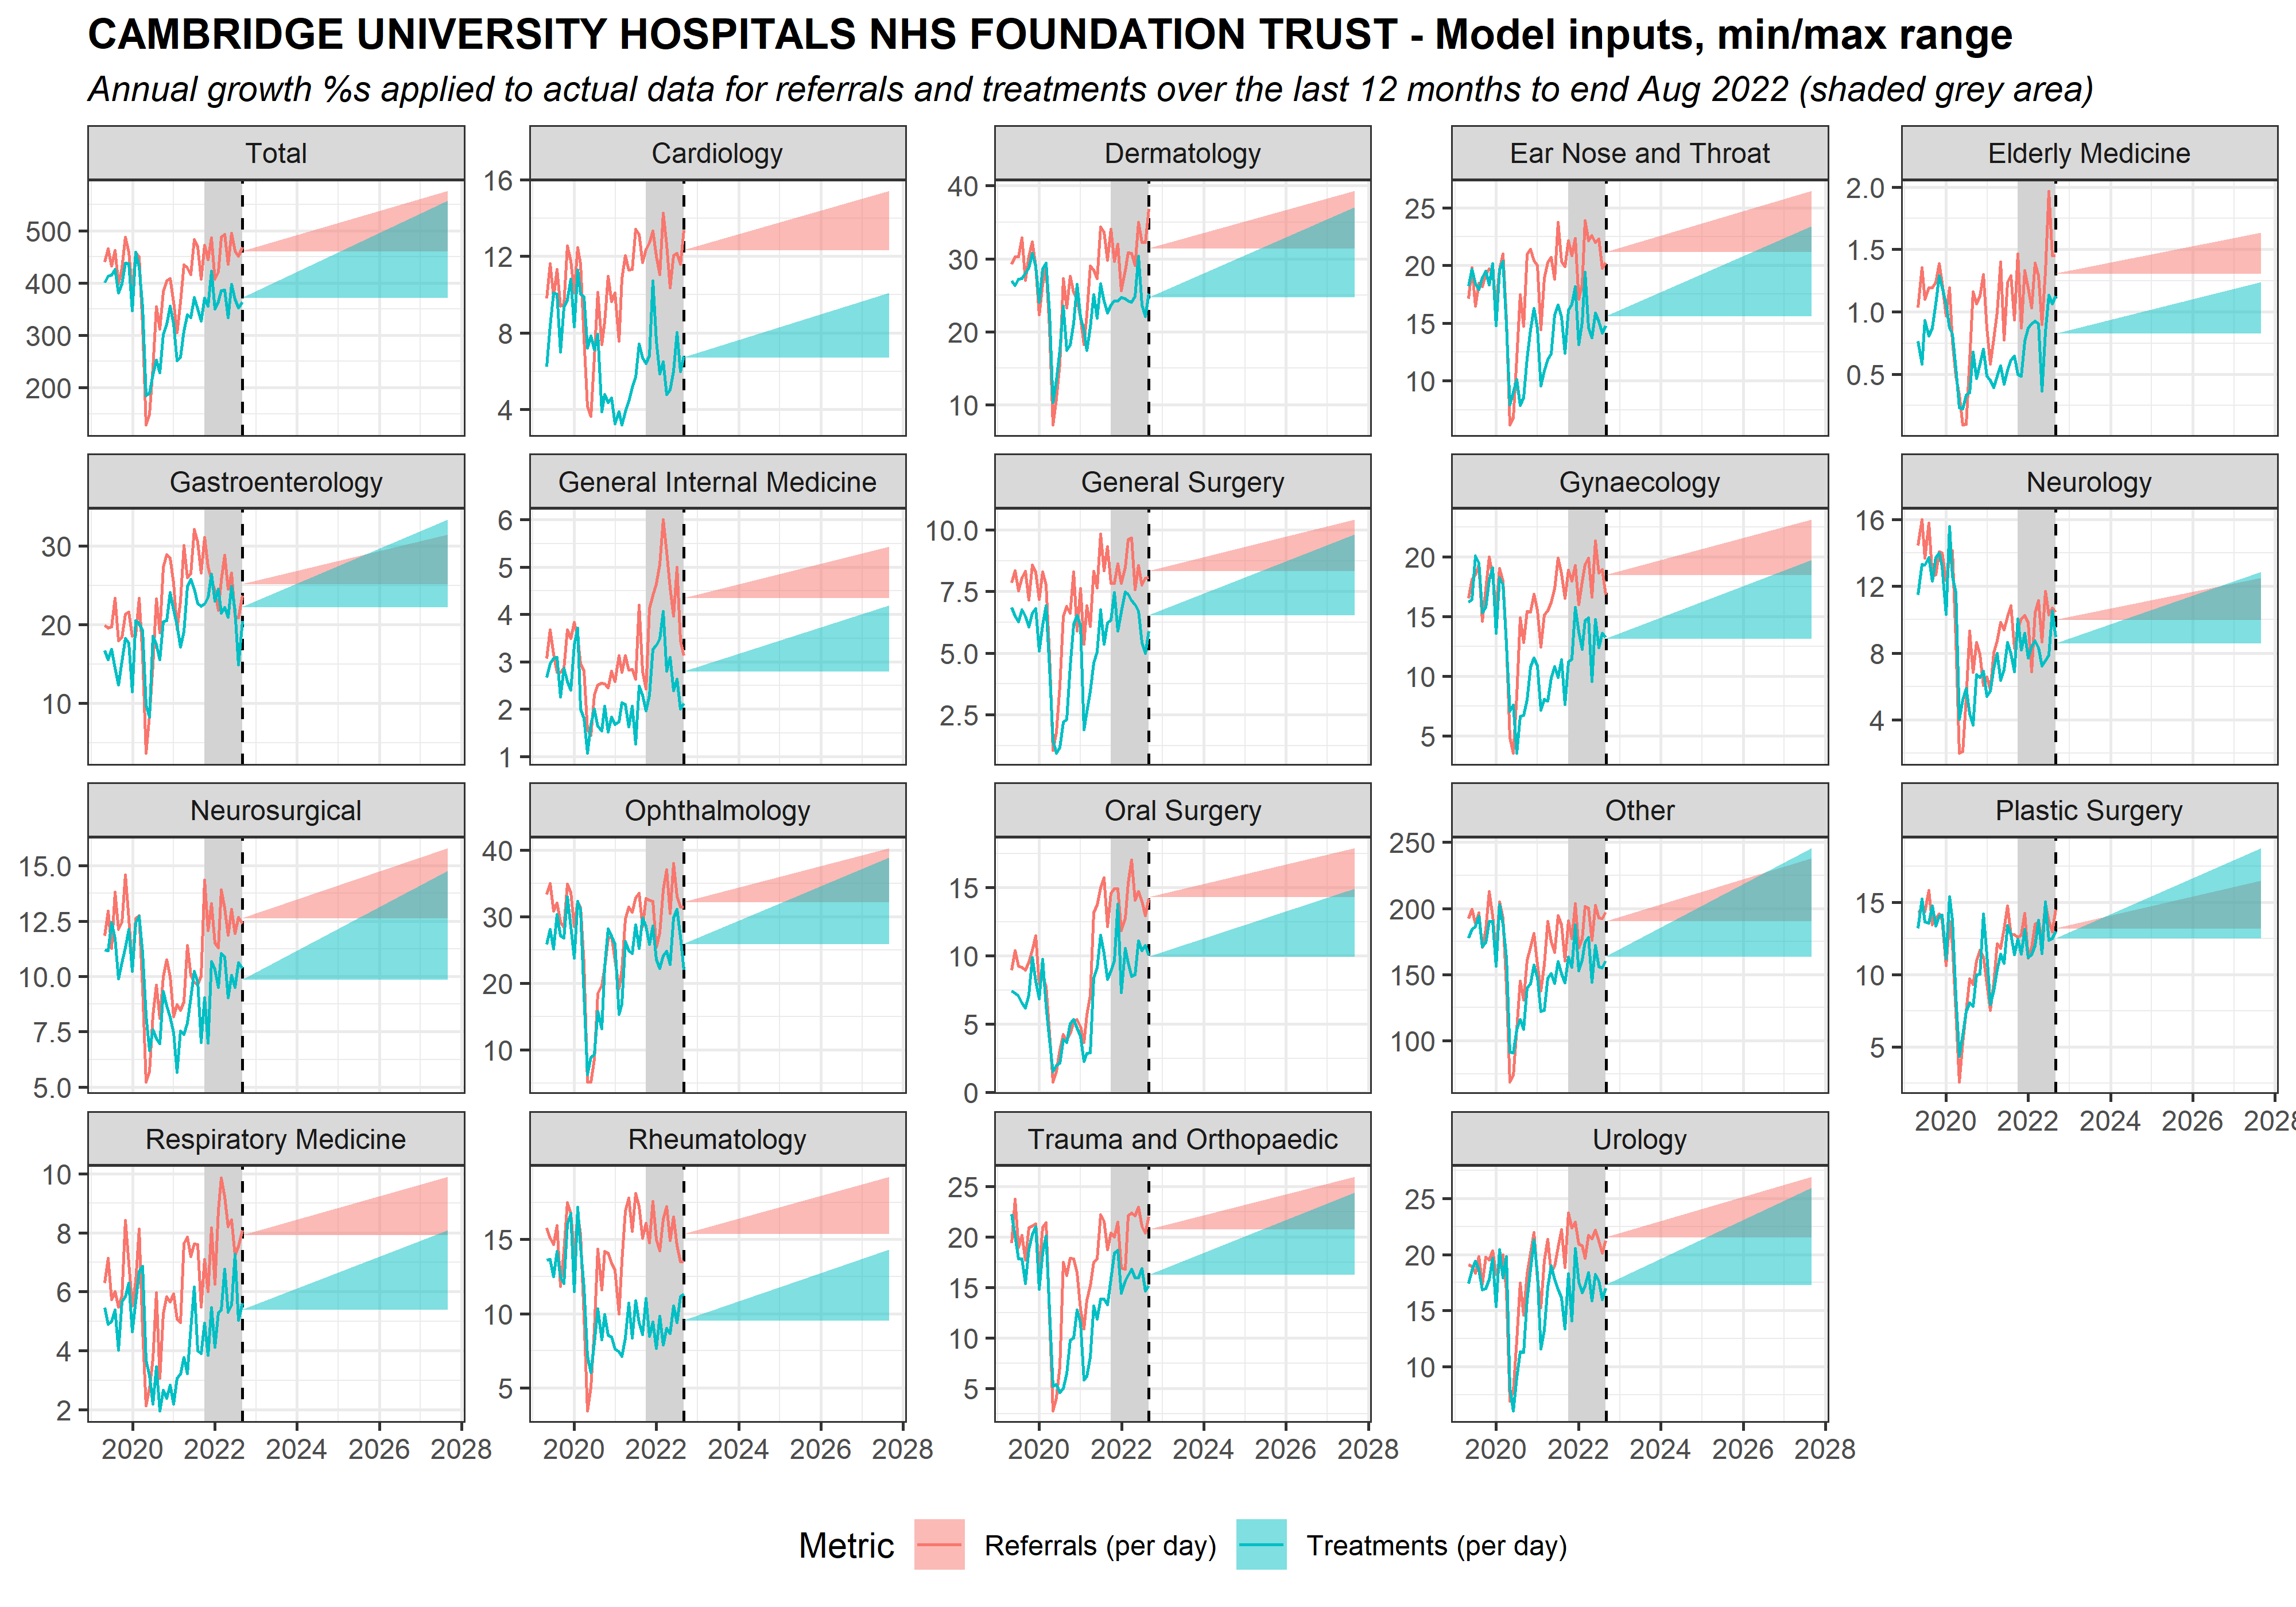 CAMBRIDGE UNIVERSITY HOSPITALS NHS FOUNDATION TRUST - Model inputs, min/max range
Annual growth %s applied to actual data for referrals and treatments over the last 12 months to end Aug 2022 (shaded grey area)
Total
Cardiology
Dermatology
Ear Nose and Throat
Elderly Medicine
500
400
300
200
16
12
8
4
40
30
20
10
25
20
15
10
2.0
1.5
1.0
0.5
Gastroenterology
General Internal Medicine
General Surgery
Gynaecology
Neurology
30
20
10
6
5
4
3
2
1
10.0
7.5
5.0
2.5
20
15
10
5
16
12
8
4
Neurosurgical
Ophthalmology
Oral Surgery
Other
Plastic Surgery
15.0
12.5
10.0
7.5
5.0
40
30
20
10
15
10
5
0
250
200
150
100
15
10
5
2020 2022 2024 2026 2028
Respiratory Medicine
Rheumatology
Trauma and Orthopaedic
Urology
10
8
6
4
2
15
10
5
25
20
15
10
5
25
20
15
10
2020 2022 2024 2026 2028
2020 2022 2024 2026 2028
2020 2022 2024 2026 2028
2020 2022 2024 2026 2028
Metric Referrals (per day) Treatments (per day)